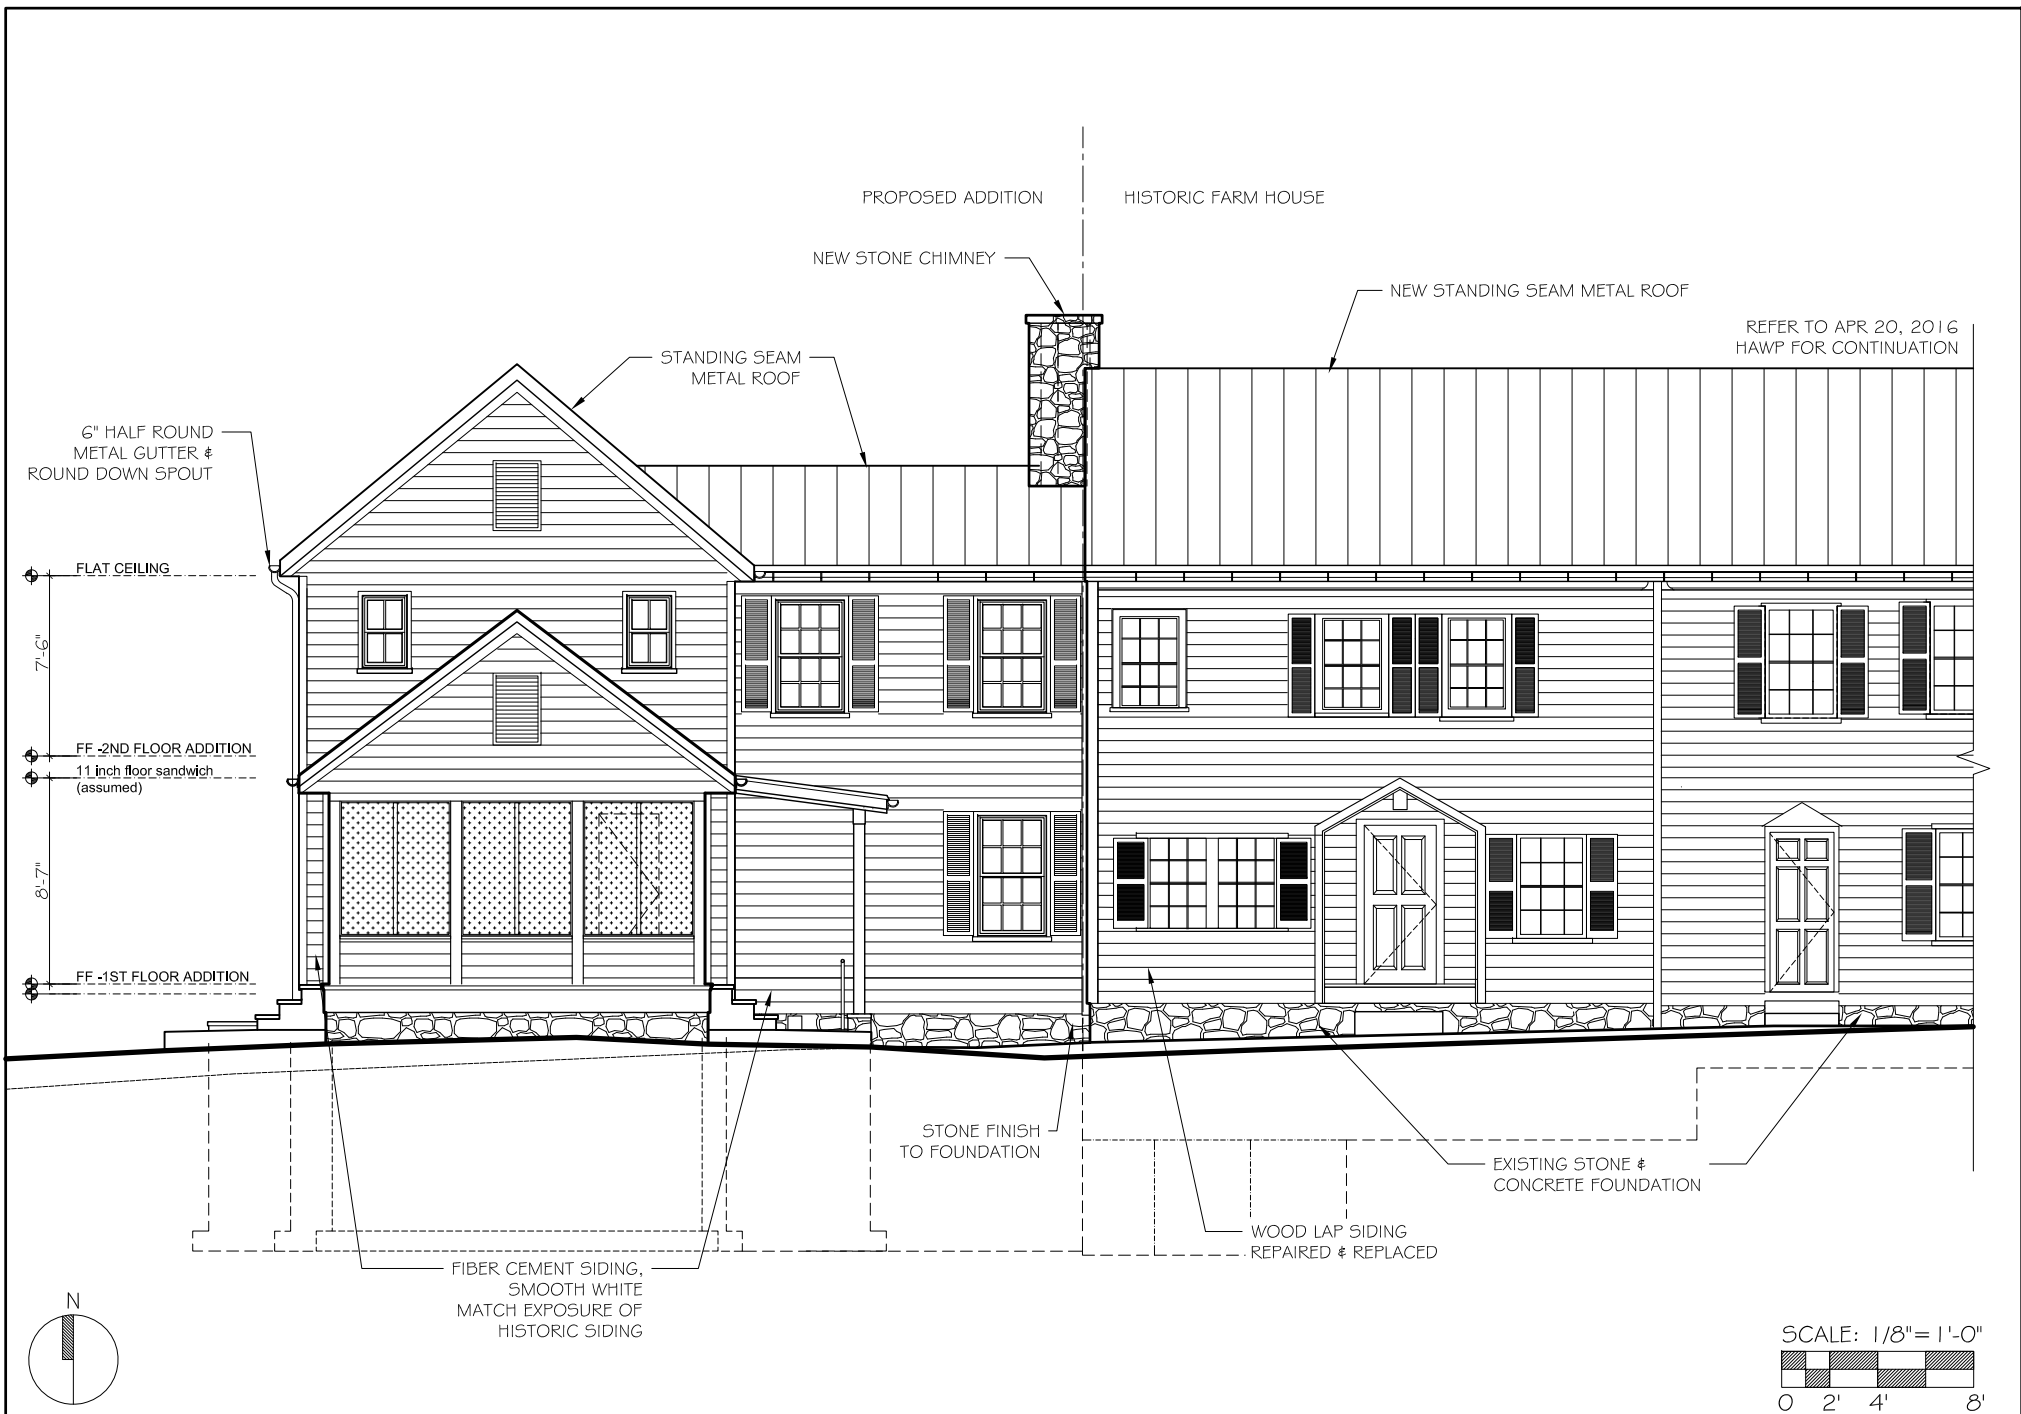 PROPOSED ADDITION
HISTORIC FARM HOUSE
NEW STONE CHIMNEY
NEW STANDING SEAM METAL ROOF
REFER TO APR 20, 2016
HAWP FOR CONTINUATION
STANDING SEAM
METAL ROOF
6" HALF ROUND
METAL GUTTER &
ROUND DOWN SPOUT
FLAT CEILING
7'-6"
FF -2ND FLOOR ADDITION
11 inch floor sandwich
(assumed)
8'-7"
FF -1ST FLOOR ADDITION
STONE FINISH
TO FOUNDATION
EXISTING STONE &
CONCRETE FOUNDATION
WOOD LAP SIDING
REPAIRED & REPLACED
FIBER CEMENT SIDING,
SMOOTH WHITE
MATCH EXPOSURE OF
HISTORIC SIDING
N
SCALE: 1/8"=1'-0"
0 2' 4' 8'